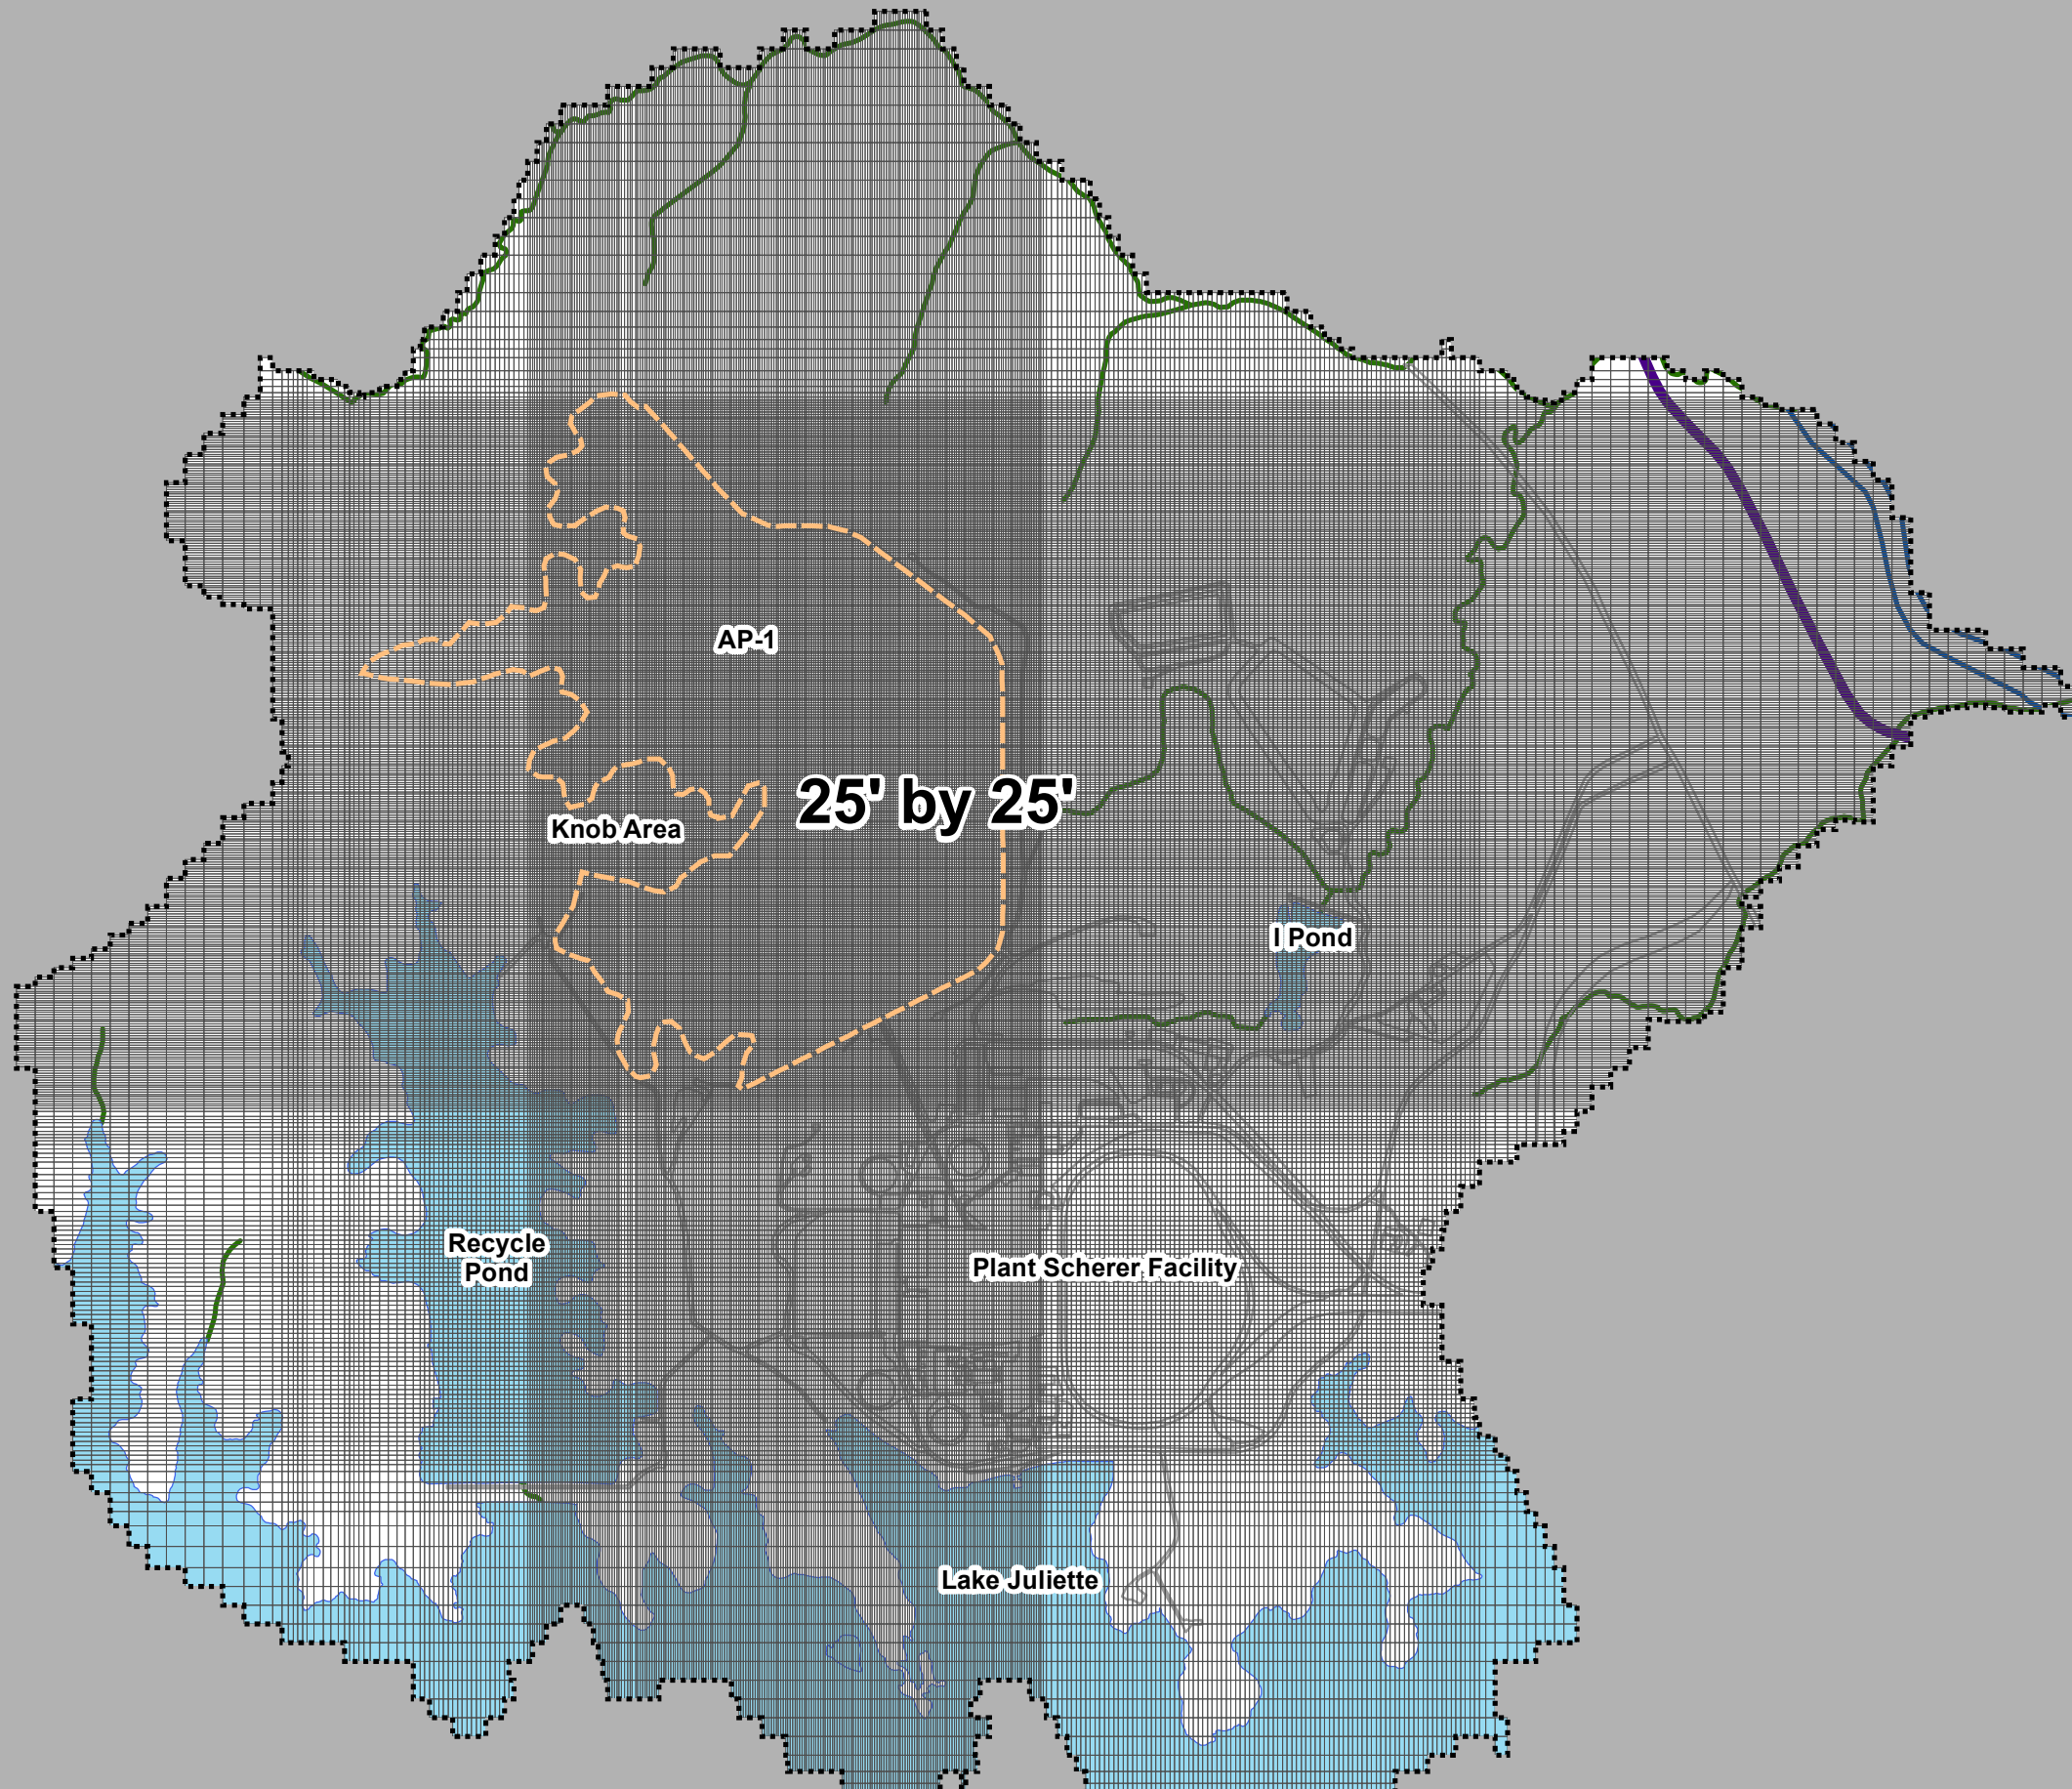 AP-1
25' by 25'
Knob Area
I Pond
Recycle
Pond
Plant Scherer Facility
Lake Juliette